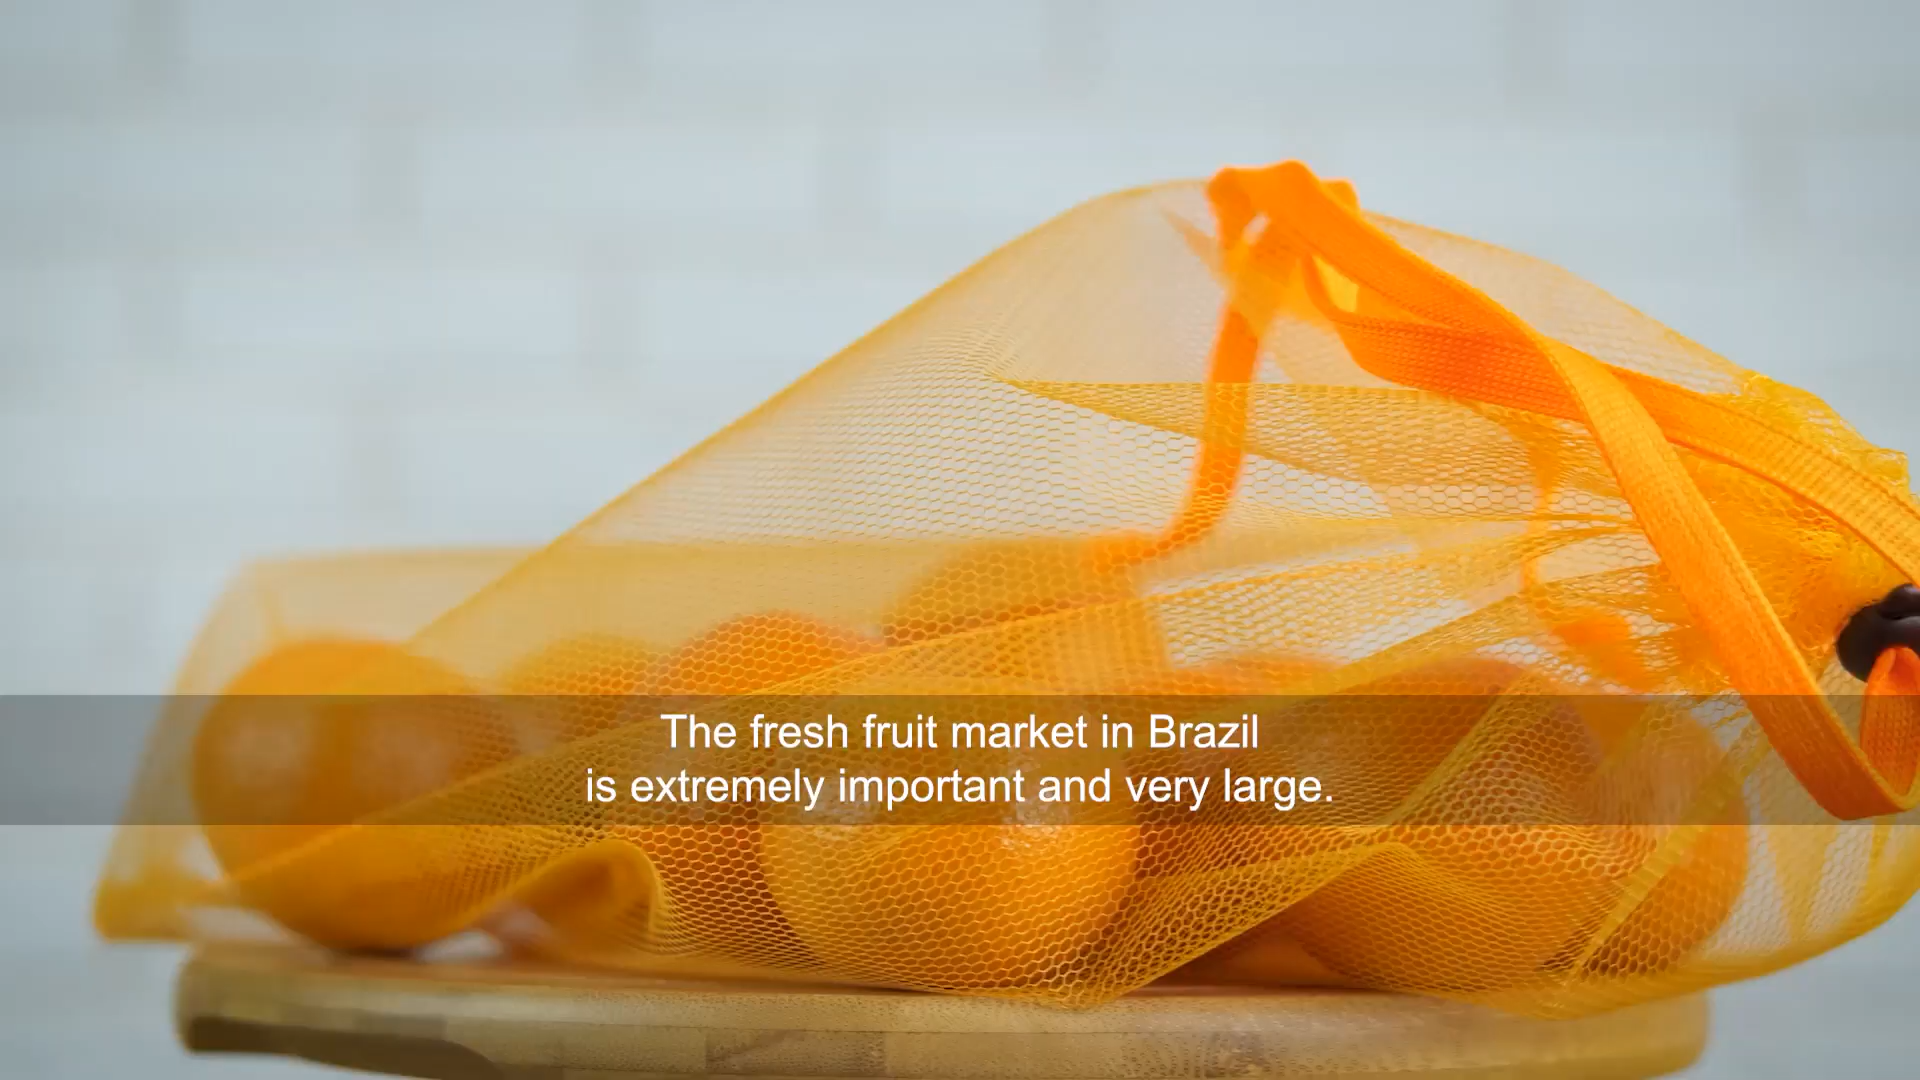 The fresh fruit market in Brazil
is extremely important and very large.